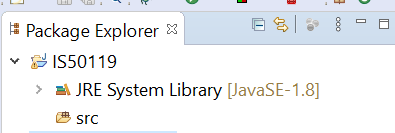 Package Explorer
IS50119
JRE System Library [JavaSE-1.8]
src